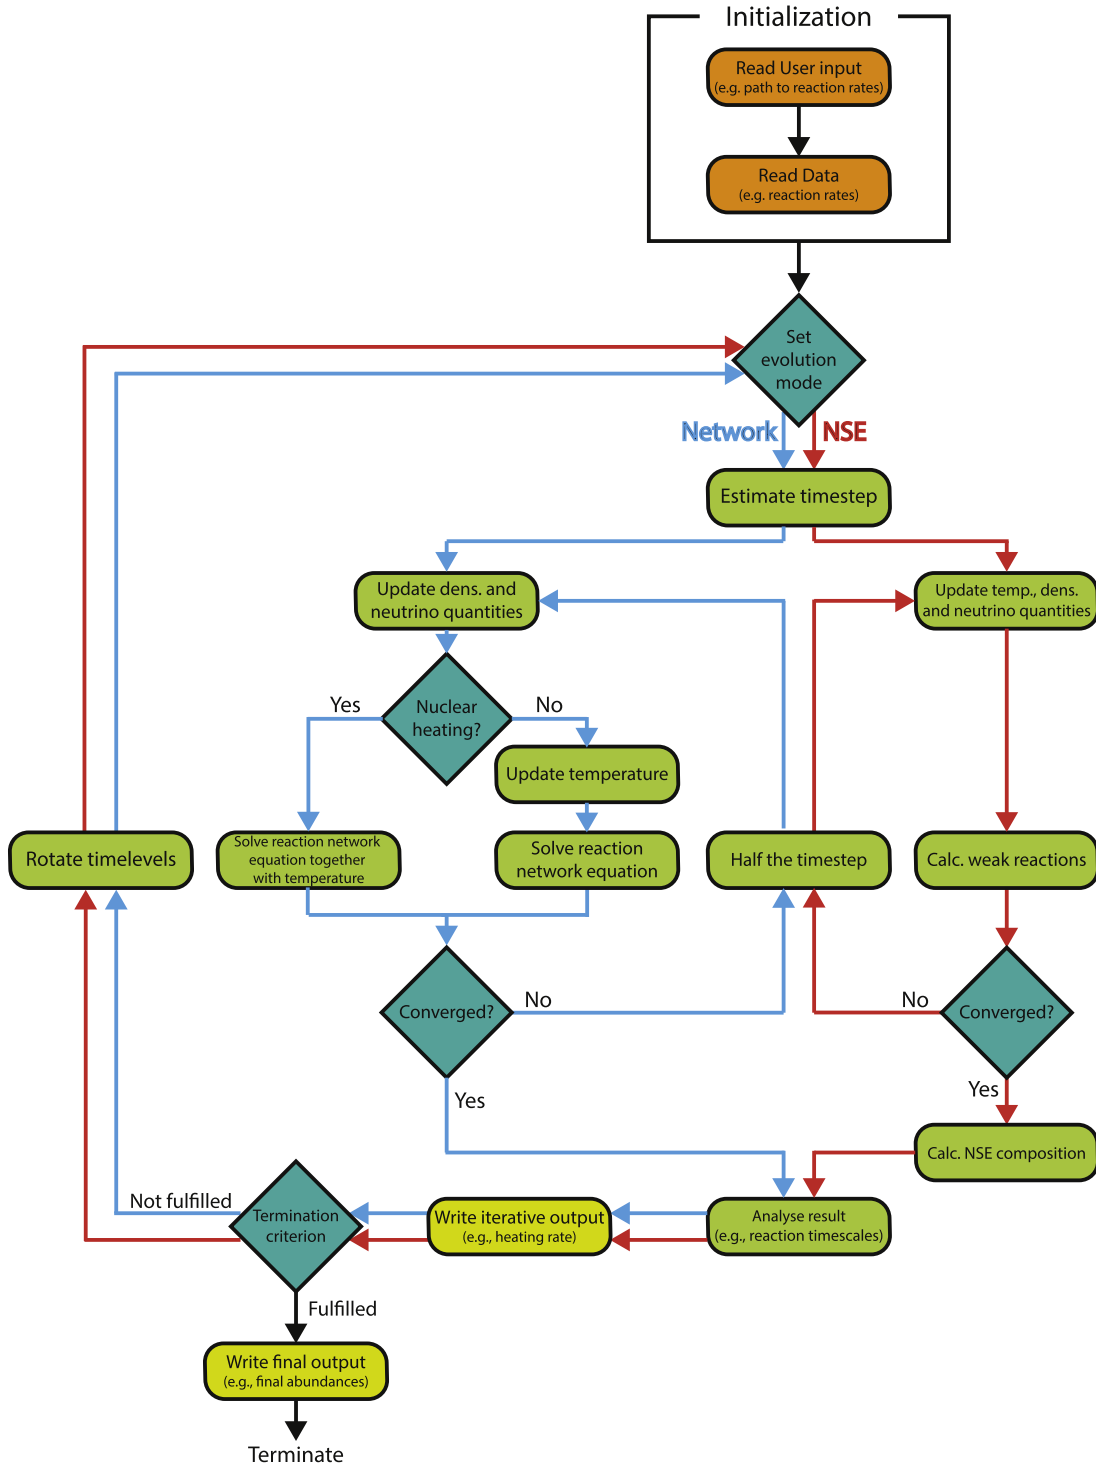 Initialization
Read User input
(e.g. path to reaction rates)
Read Data
(e.g. reaction rates)
Set
evolution
mode
Network
NSE
Estimate timestep
Update dens. and
neutrino quantities
Update temp., dens.
and neutrino quantities
Yes
Nuclear
heating?
No
Update temperature
Rotate timelevels
Solve reaction network
equation together
with temperature
Solve reaction
network equation
Half the timestep
Calc. weak reactions
Converged?
No
No
Converged?
Yes
Yes
Calc. NSE composition
Not fulfilled
Termination
criterion
Write iterative output
(e.g., heating rate)
Analyse result
(e.g., reaction timescales)
Fulfilled
Write final output
(e.g., final abundances)
Terminate